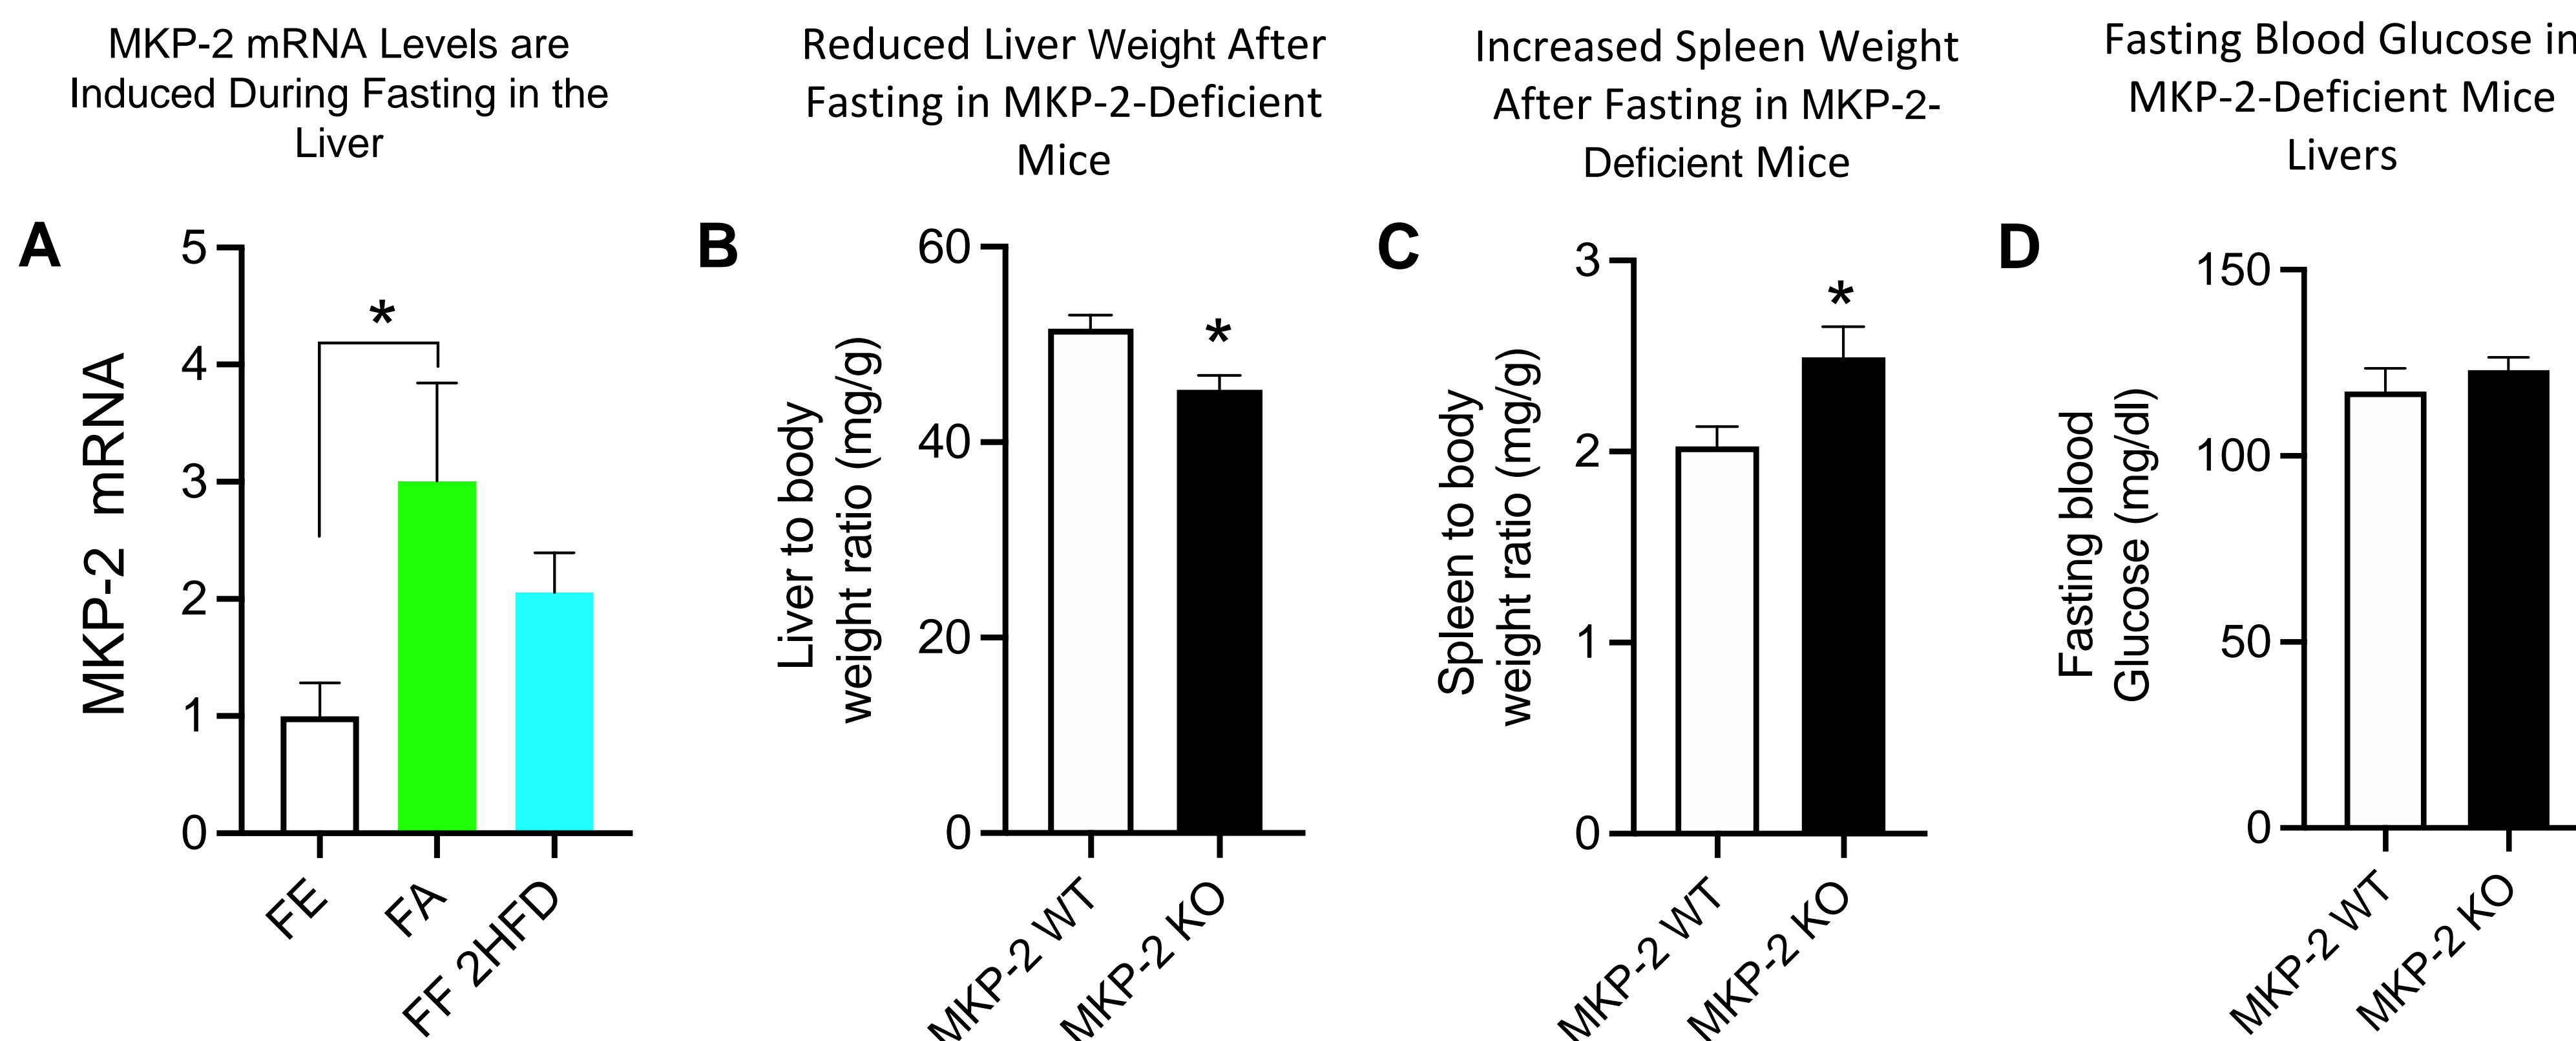 MKP-2 mRNA Levels are
Induced During Fasting in the
Liver
A
MKP-2 mRNA
5
4
3
2
1
0
*
FE
FA
FF 2HFD
Reduced Liver Weight After
Fasting in MKP-2-Deficient
Mice
B
Liver to body
weight ratio (mg/g)
60
40
20
0
*
MKP-2 WT
MKP-2 KO
Increased Spleen Weight
After Fasting in MKP-2-
Deficient Mice
C
Spleen to body
weight ratio (mg/g)
3
2
1
0
*
MKP-2 WT
MKP-2 KO
Fasting Blood Glucose in
MKP-2-Deficient Mice
Livers
D
Fasting blood
Glucose (mg/dl)
150
100
50
0
MKP-2 WT
MKP-2 KO